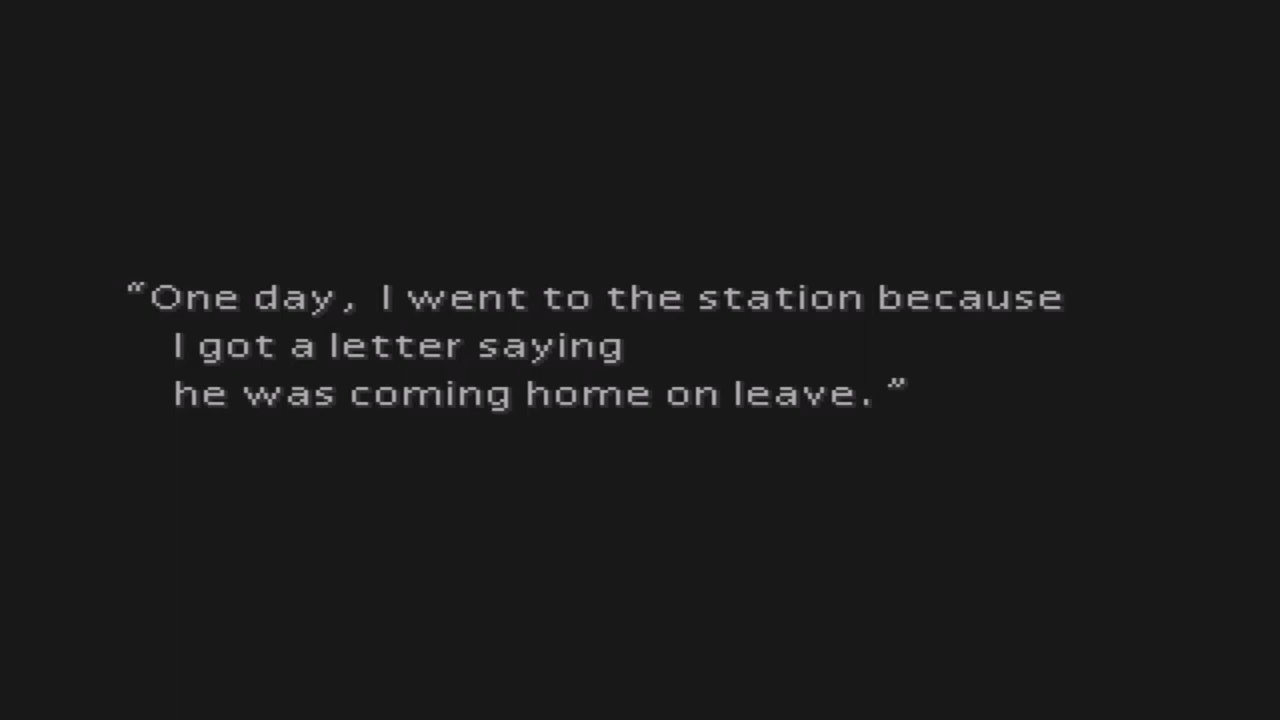 “One day, I went to the station because
I got a letter saying
he was coming home on leave.”